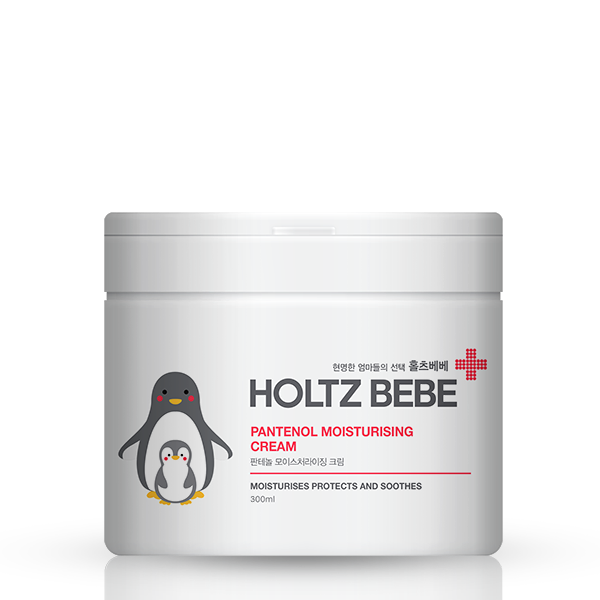 현명한 엄마들의 선택 홀츠베베
HOLTZ BEBE
PANTENOL MOISTURISING
CREAM
판테놀 모이스처라이징 크림
MOISTURISES PROTECTS AND SOOTHES
300ml